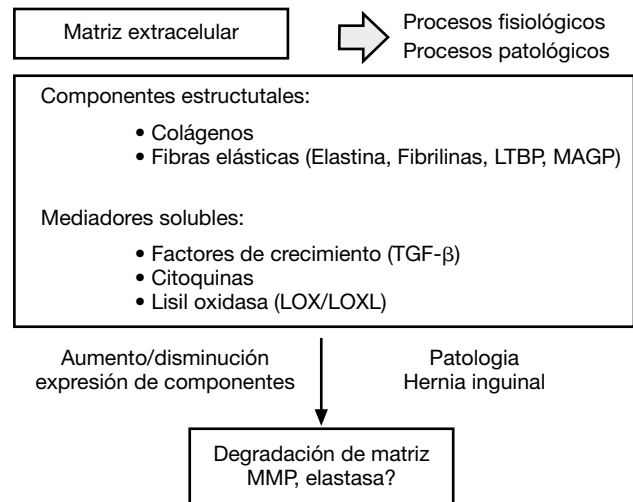 Matriz extracelular
Procesos fisiológicos
Procesos patológicos
Componentes estructutales:
• Colágenos
• Fibras elásticas (Elastina, Fibrilinas, LTBP, MAGP)
Mediadores solubles:
• Factores de crecimiento (TGF-β)
• Citoquinas
• Lisil oxidasa (LOX/LOXL)
Aumento/disminución
expresión de componentes
Patologia
Hernia inguinal
Degradación de matriz
MMP, elastasa?